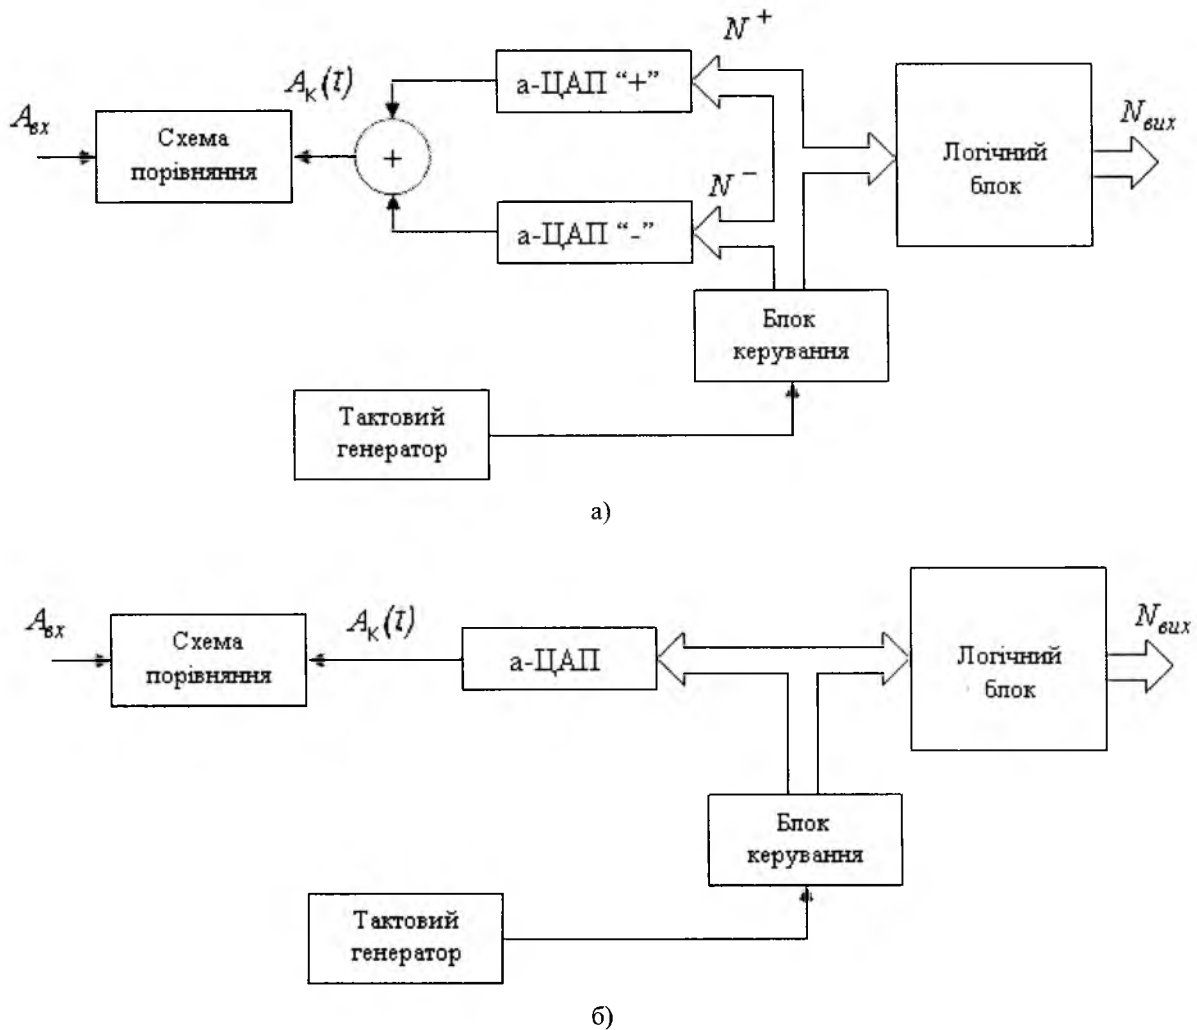 N⁺
a-ЦАП “+”
A_К(t)
A_вх
Схема
порівняння
+
Логічний
блок
N_вих
N⁻
a-ЦАП “-”
Блок
керування
Тактовий
генератор
а)
A_вх
Схема
порівняння
A_К(t)
a-ЦАП
Логічний
блок
N_вих
Блок
керування
Тактовий
генератор
б)